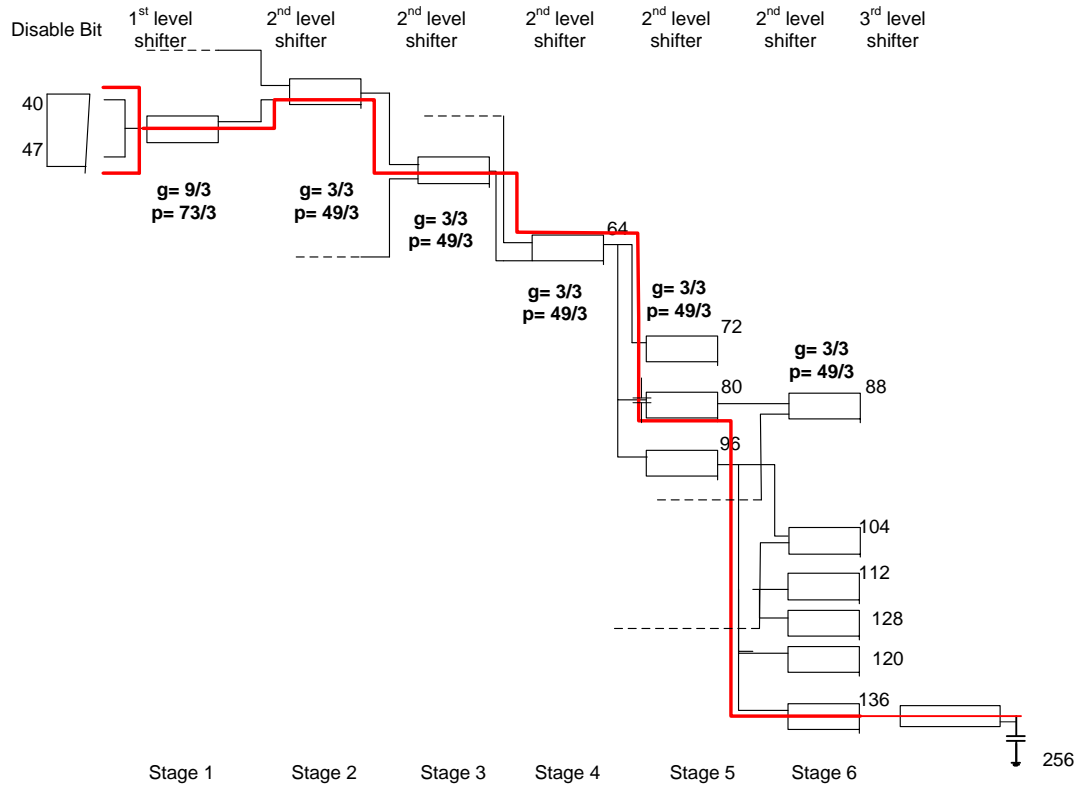 Disable Bit
1st level shifter
2nd level shifter
2nd level shifter
2nd level shifter
2nd level shifter
2nd level shifter
3rd level shifter
40
47
g= 9/3
p= 73/3
g= 3/3
p= 49/3
g= 3/3
p= 49/3
64
g= 3/3
p= 49/3
g= 3/3
p= 49/3
72
g= 3/3
p= 49/3
80
88
96
104
112
128
120
136
256
Stage 1
Stage 2
Stage 3
Stage 4
Stage 5
Stage 6